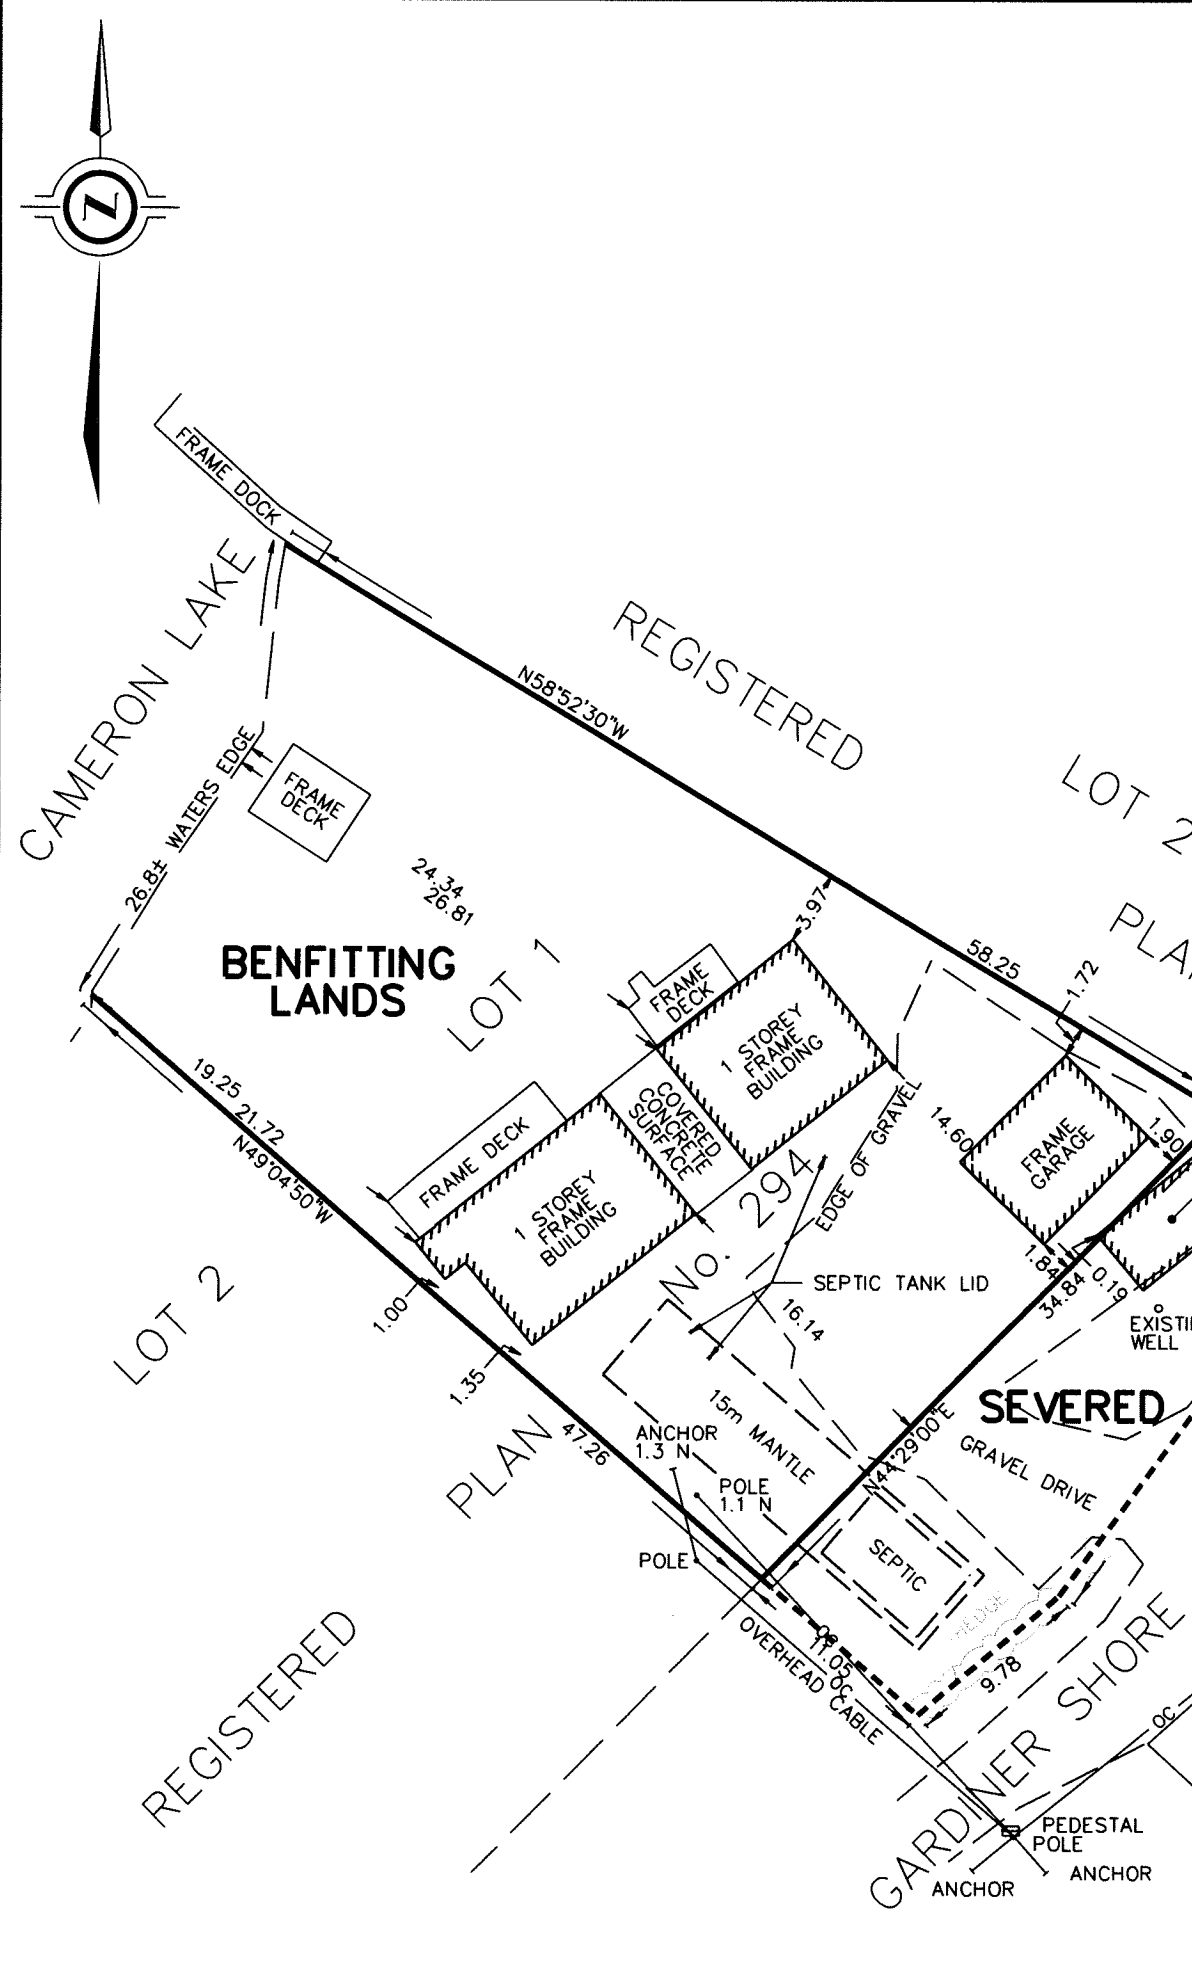 N
FRAME DOCK
CAMERON LAKE
REGISTERED
N58°52'30"W
LOT 2
26.8± WATERS EDGE
FRAME
DECK
24.34
26.81
3.97
PLA
58.25
1.72
BENFITTING
LANDS
LOT 1
FRAME
DECK
1 STOREY
FRAME
BUILDING
19.25
21.72
N49°04'50"W
COVERED
CONCRETE
SURFACE
EDGE OF GRAVEL
14.60
FRAME
GARAGE
1.90
FRAME DECK
1 STOREY
FRAME
BUILDING
No. 294
1.84
0.19
34.84
SEPTIC TANK LID
16.14
LOT 2
1.00
1.35
EXISTI
WELL
15m MANTLE
SEVERED
N44°29'00"E
GRAVEL DRIVE
PLAN
47.26
ANCHOR
1.3 N
POLE
1.1 N
POLE
SEPTIC
HEDGE
OC
11.05
OC
OVERHEAD CABLE
9.78
REGISTERED
GARDINER SHORE
OC
PEDESTAL
POLE
ANCHOR
ANCHOR